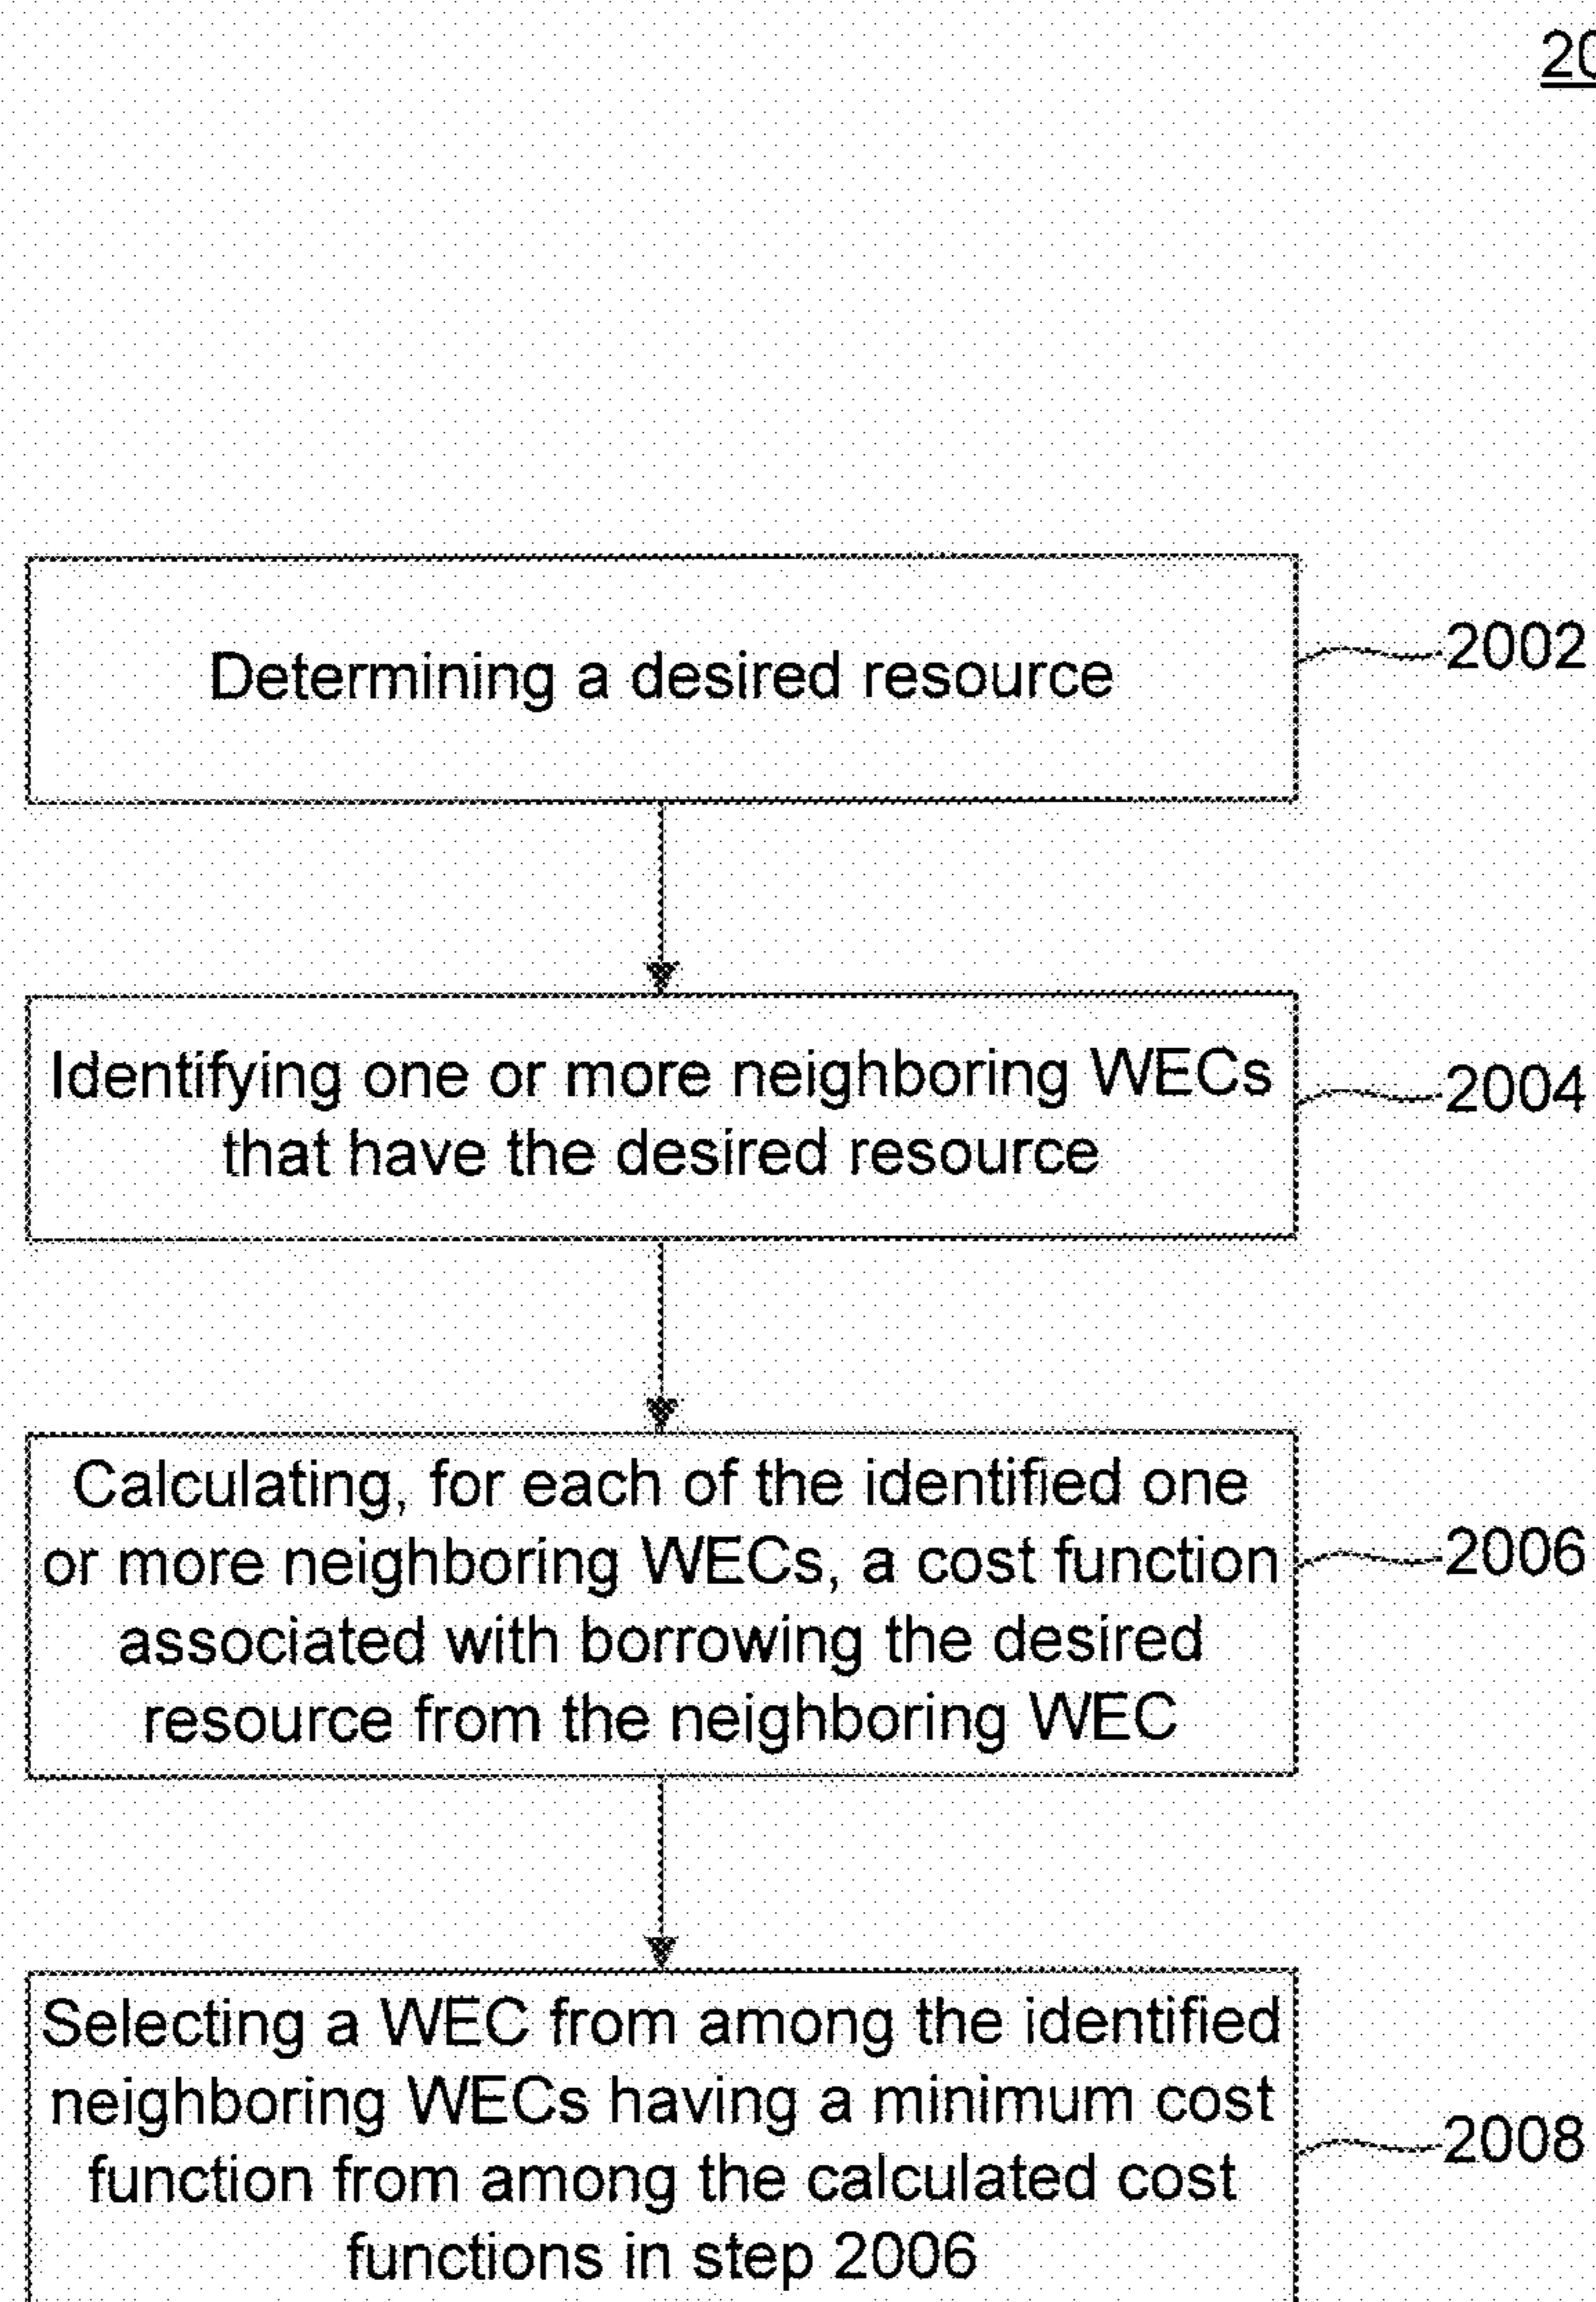 20
Determining a desired resource
2002
Identifying one or more neighboring WECs
that have the desired resource
2004
Calculating, for each of the identified one
or more neighboring WECs, a cost function
associated with borrowing the desired
resource from the neighboring WEC
2006
Selecting a WEC from among the identified
neighboring WECs having a minimum cost
function from among the calculated cost
functions in step 2006
2008